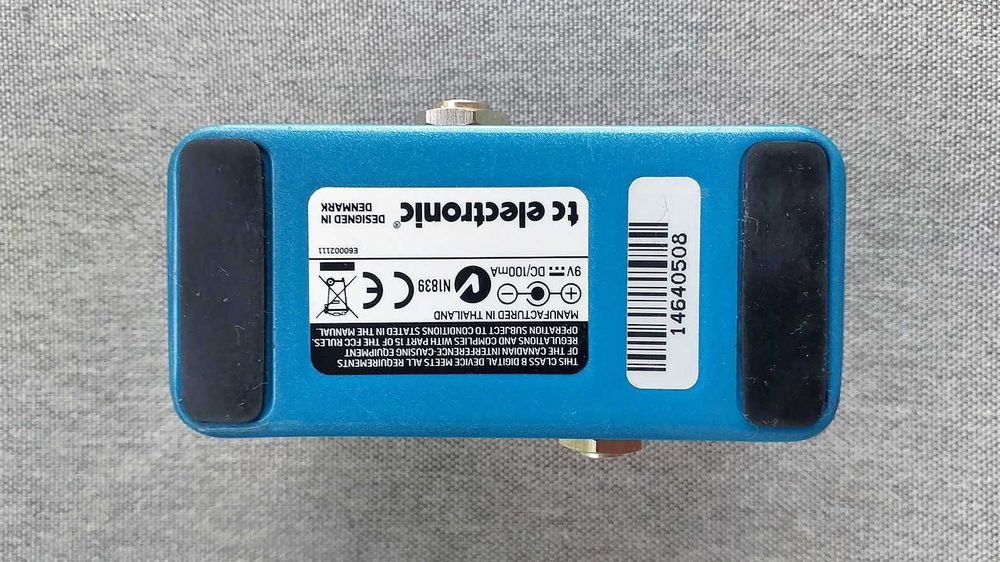 tc electronic®
DESIGNED IN
DENMARK
E600002111
9V ⎓ DC/100mA
N1839
CE
MANUFACTURED IN THAILAND
THIS CLASS B DIGITAL DEVICE MEETS ALL REQUIREMENTS
OF THE CANADIAN INTERFERENCE-CAUSING EQUIPMENT
REGULATIONS AND COMPLIES WITH PART 15 OF THE FCC RULES.
OPERATION SUBJECT TO CONDITIONS STATED IN THE MANUAL.
14640508